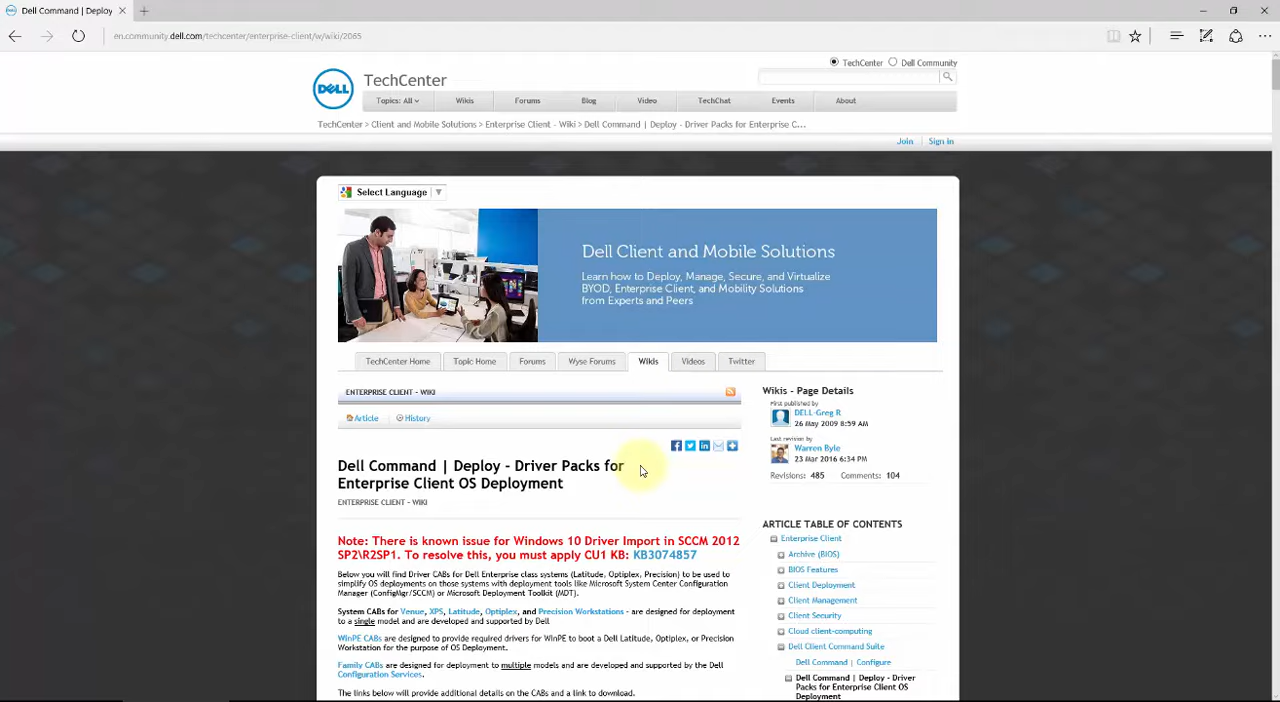 Dell Command | Deploy
en.community.dell.com/techcenter/enterprise-client/w/wiki/2065
TechCenter Dell Community
DELL
TechCenter
Topics: All Wikis Forums Blog Video TechChat Events About
TechCenter > Client and Mobile Solutions > Enterprise Client - Wiki > Dell Command | Deploy - Driver Packs for Enterprise C...
Join Sign in
Select Language
Dell Client and Mobile Solutions
Learn how to Deploy, Manage, Secure, and Virtualize
BYOD, Enterprise Client, and Mobility Solutions
from Experts and Peers
TechCenter Home Topic Home Forums Wyse Forums Wikis Videos Twitter
ENTERPRISE CLIENT - WIKI
Article History
Dell Command | Deploy - Driver Packs for
Enterprise Client OS Deployment
ENTERPRISE CLIENT - WIKI
Note: There is known issue for Windows 10 Driver Import in SCCM 2012
SP2\R2SP1. To resolve this, you must apply CU1 KB: KB3074857
Below you will find Driver CABs for Dell Enterprise class systems (Latitude, Optiplex, Precision) to be used to
simplify OS deployments on those systems with deployment tools like Microsoft System Center Configuration
Manager (ConfigMgr/SCCM) or Microsoft Deployment Toolkit (MDT).
System CABs for Venue, XPS, Latitude, Optiplex, and Precision Workstations - are designed for deployment
to a single model and are developed and supported by Dell
WinPE CABs are designed to provide required drivers for WinPE to boot a Dell Latitude, Optiplex, or Precision
Workstation for the purpose of OS Deployment.
Family CABs are designed for deployment to multiple models and are developed and supported by the Dell
Configuration Services.
The links below will provide additional details on the CABs and a link to download.
Wikis - Page Details
First published by
DELL-Greg R
26 May 2009 8:59 AM
Last revision by
Warren Byle
23 Mar 2016 6:34 PM
Revisions: 485 Comments: 104
ARTICLE TABLE OF CONTENTS
Enterprise Client
Archive (BIOS)
BIOS Features
Client Deployment
Client Management
Client Security
Cloud client-computing
Dell Client Command Suite
Dell Command | Configure
Dell Command | Deploy - Driver
Packs for Enterprise Client OS
Deployment